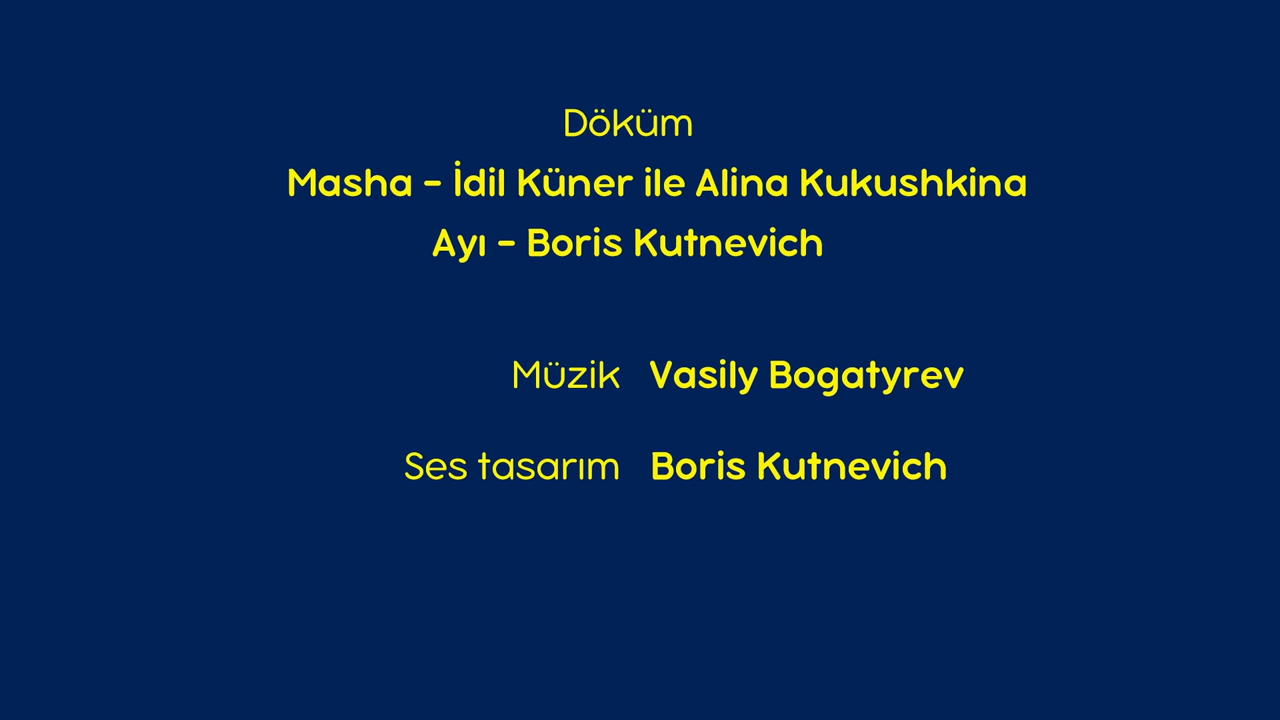 Döküm
Masha - İdil Küner ile Alina Kukushkina
Ayı - Boris Kutnevich
Müzik Vasily Bogatyrev
Ses tasarım Boris Kutnevich